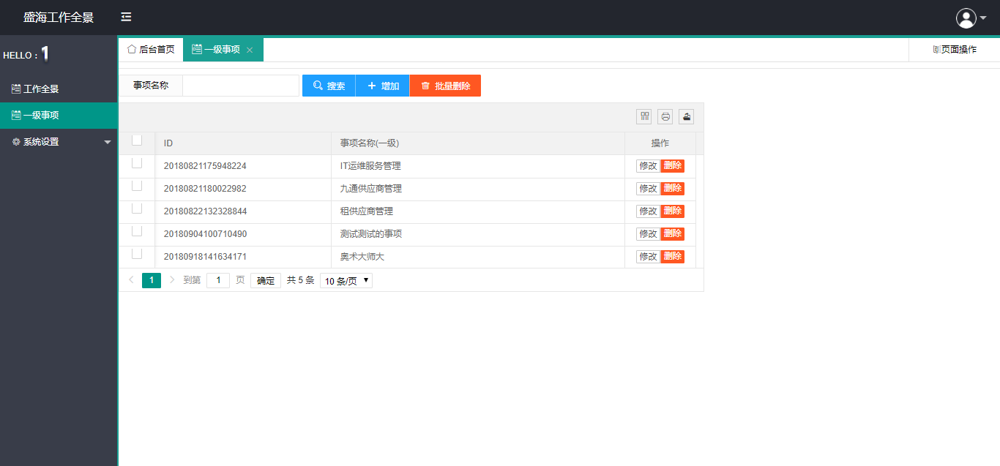 盛海工作全景
HELLO : 1
工作全景
一级事项
系统设置
后台首页 一级事项 页面操作
事项名称 搜索 增加 批量删除
ID 事项名称(一级) 操作
20180821175948224 IT运维服务管理 修改 删除
20180821180022982 九通供应商管理 修改 删除
20180822132328844 租供应商管理 修改 删除
20180904100710490 测试测试的事项 修改 删除
20180918141634171 奥术大师大 修改 删除
1 到第 1 页 确定 共 5 条 10 条/页